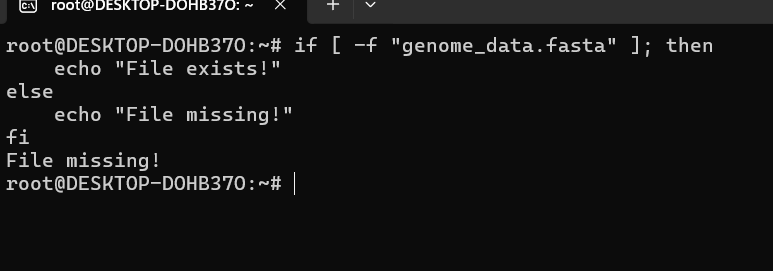 root@DESKTOP-DOHB37O: ~
root@DESKTOP-DOHB37O:~# if [ -f "genome_data.fasta" ]; then
    echo "File exists!"
else
    echo "File missing!"
fi
File missing!
root@DESKTOP-DOHB37O:~#